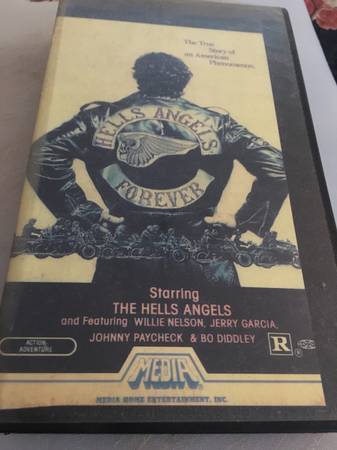 The True
Story of
an American
Phenomenon.
HELLS ANGELS
FOREVER
Starring
THE HELLS ANGELS
and Featuring WILLIE NELSON, JERRY GARCIA,
JOHNNY PAYCHECK & BO DIDDLEY
R
ACTION
ADVENTURE
MEDIA
MEDIA HOME ENTERTAINMENT, INC.